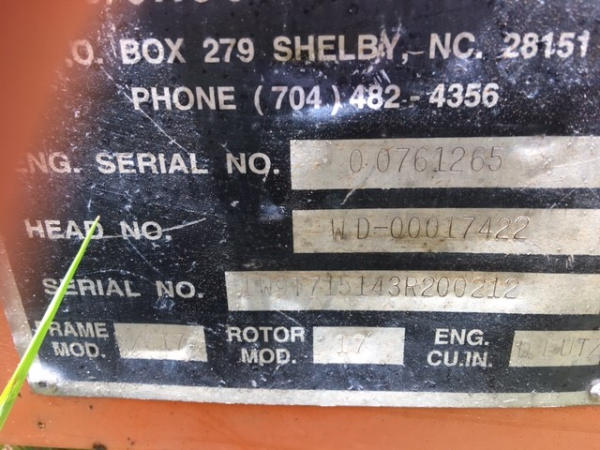 .O. BOX 279 SHELBY, NC. 28151
PHONE (704) 482-4356
ENG. SERIAL NO. 00761265
HEAD NO. WD-00017422
SERIAL NO.
FRAME MOD. ROTOR MOD. 17 ENG. CU.IN.